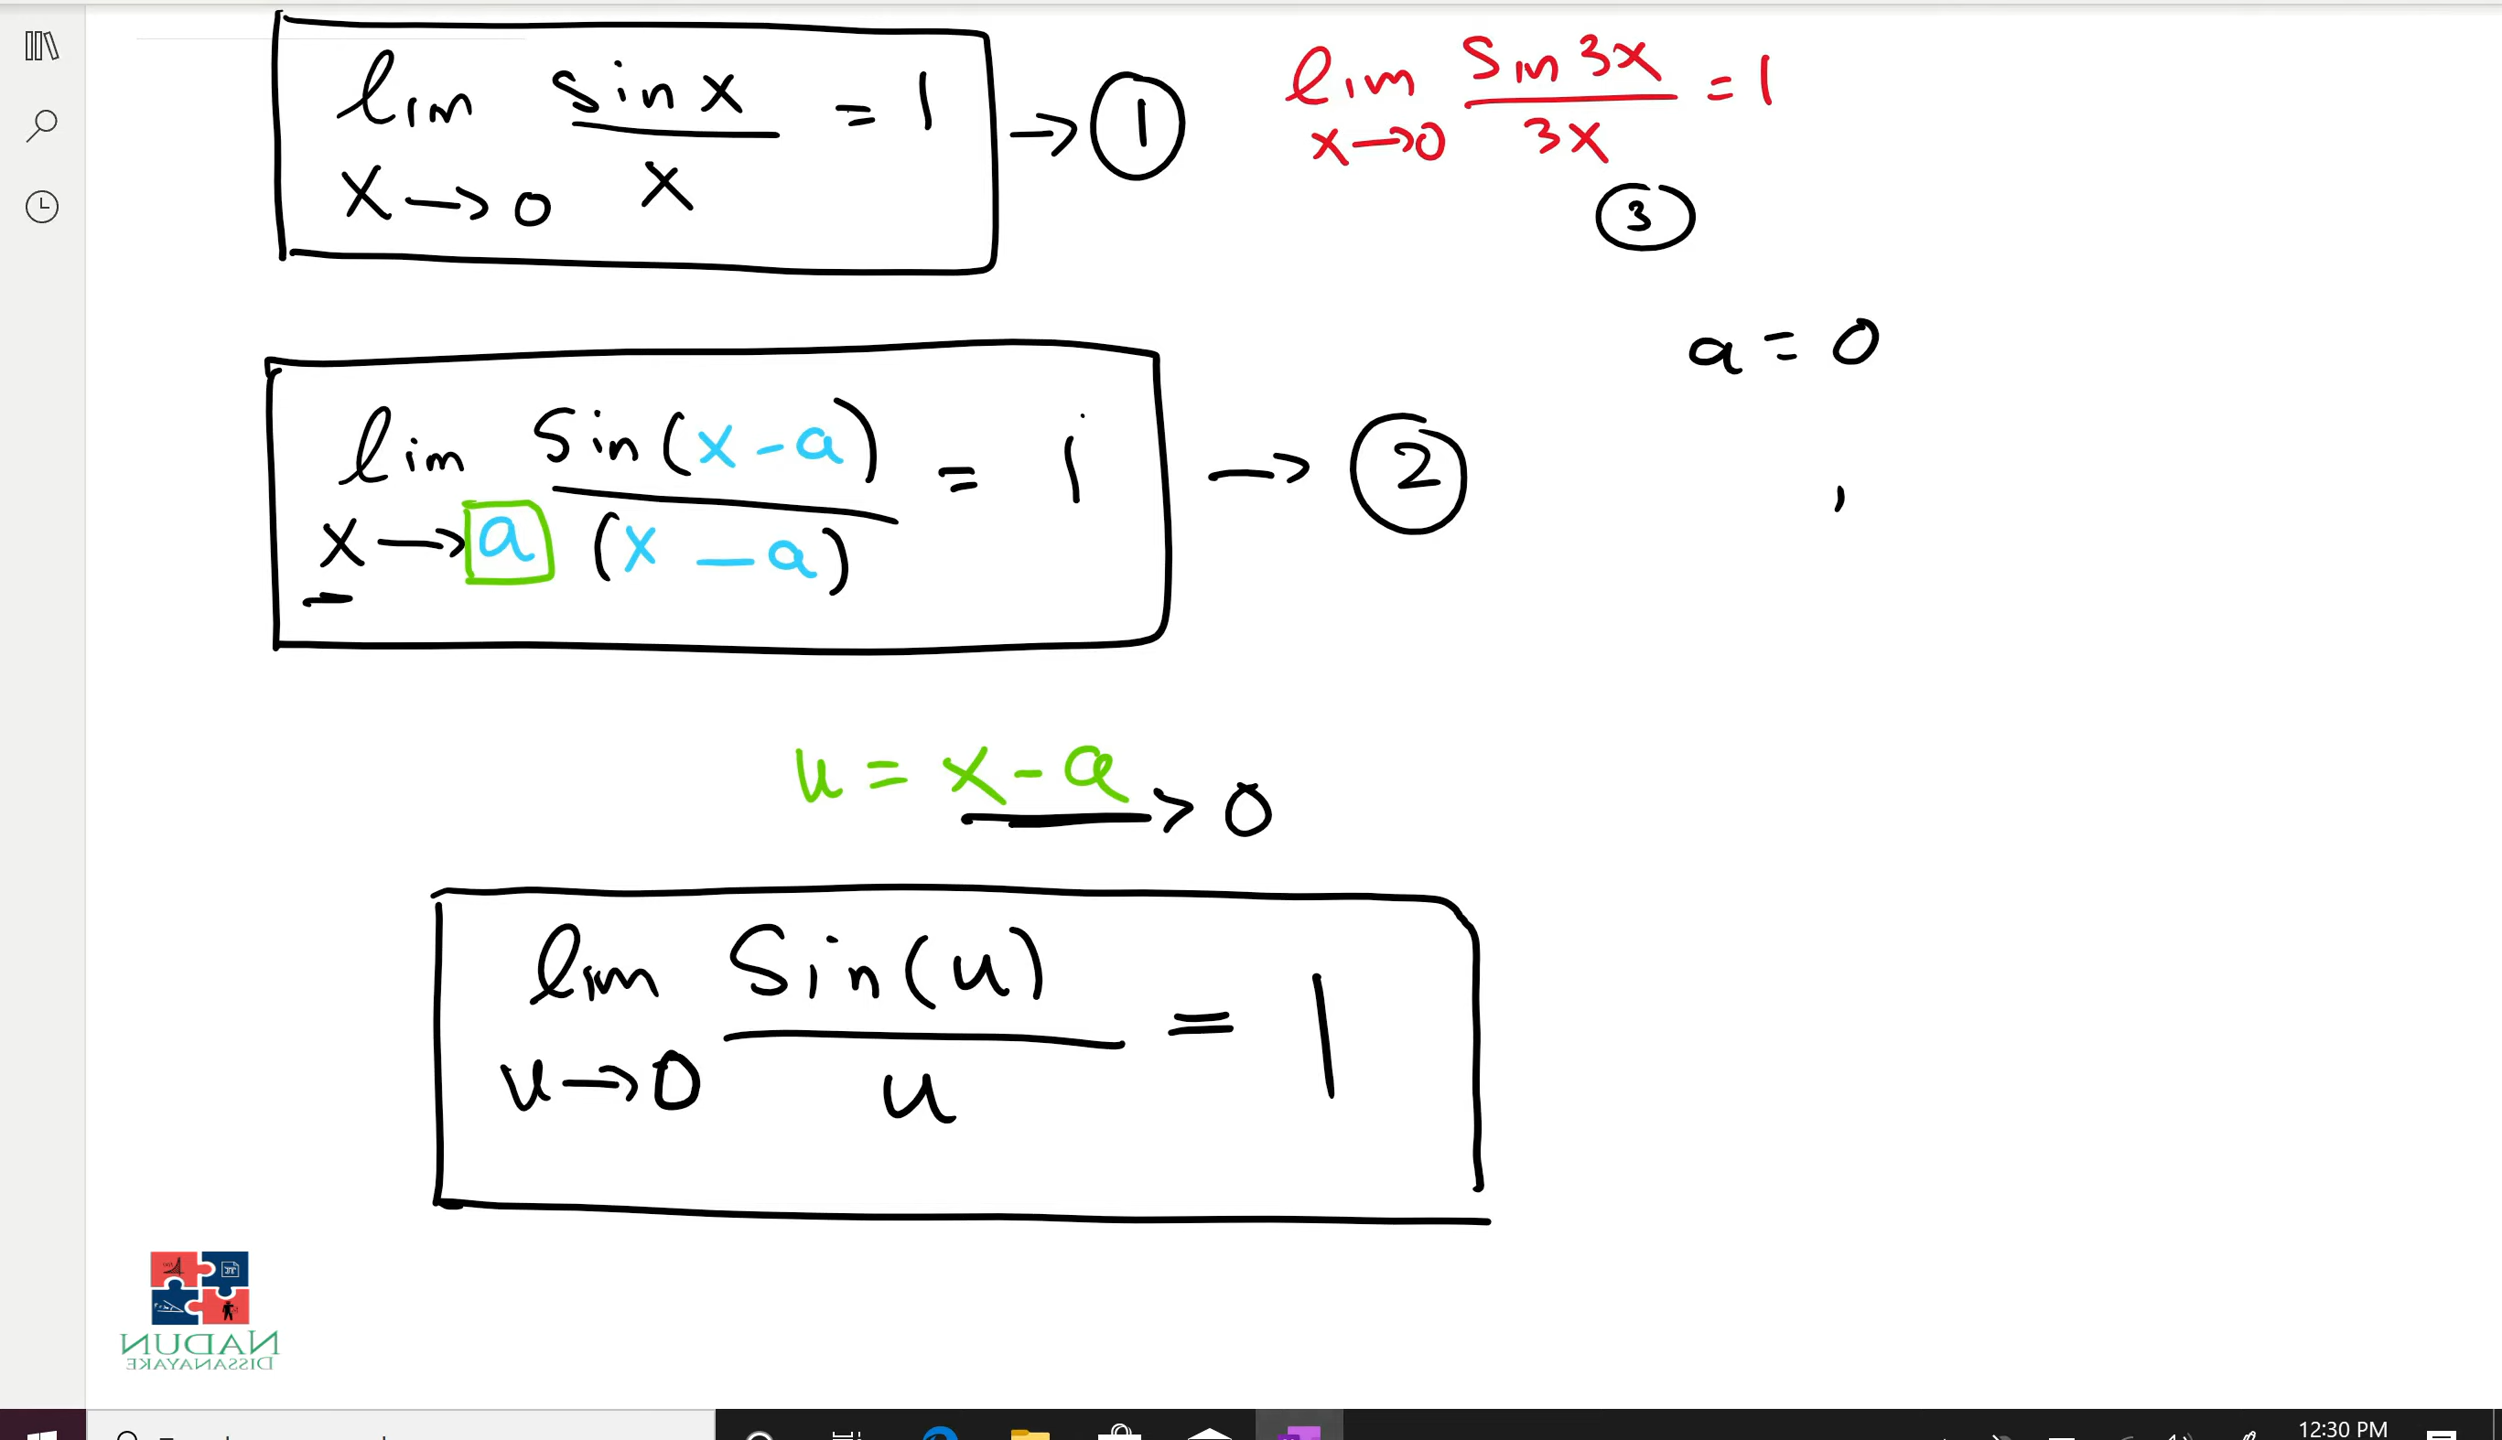 lim sin x = 1 → ①
x → 0 x
lim sin 3x = 1
x → 0 3x
③
a = 0
lim sin(x - a) = 1 → ②
x → a (x - a)
,
u = x - a → 0
lim sin(u) = 1
u → 0 u
NADUN
DISSANAYAKE
12:30 PM